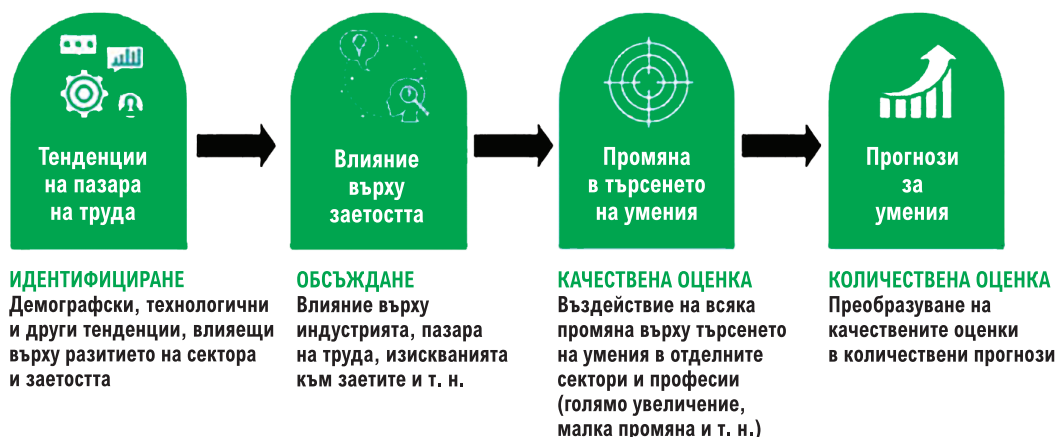 Тенденции
на пазара
на труда
Влияние
върху
заетостта
Промяна
в търсенето
на умения
Прогнози
за
умения
ИДЕНТИФИЦИРАНЕ
Демографски, технологични
и други тенденции, влияещи
върху разитието на сектора
и заетостта
ОБСЪЖДАНЕ
Влияние върху
индустрията, пазара
на труда, изискванията
към заетите и т. н.
КАЧЕСТВЕНА ОЦЕНКА
Въздействие на всяка
промяна върху търсенето
на умения в отделните
сектори и професии
(голямо увеличение,
малка промяна и т. н.)
КОЛИЧЕСТВЕНА ОЦЕНКА
Преобразуване на
качествените оценки
в количествени прогнози